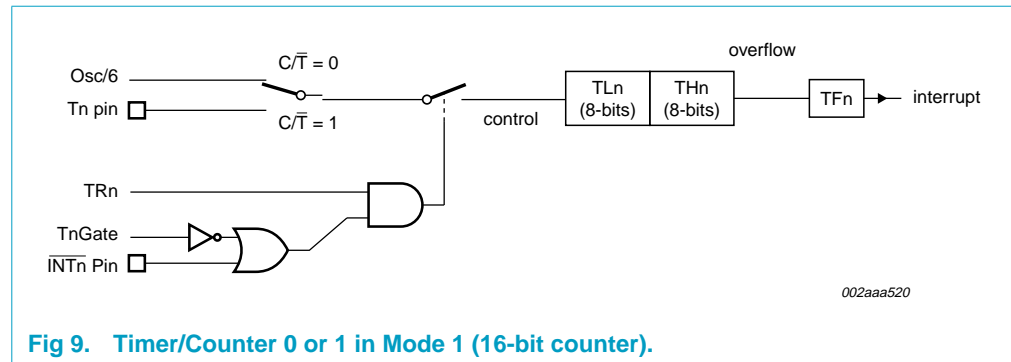 overflow
C/T̅ = 0
Osc/6
Tn pin
C/T̅ = 1
control
TLn
(8-bits)
THn
(8-bits)
TFn
interrupt
TRn
TnGate
I̅N̅T̅n̅ Pin
002aaa520
Fig 9. Timer/Counter 0 or 1 in Mode 1 (16-bit counter).